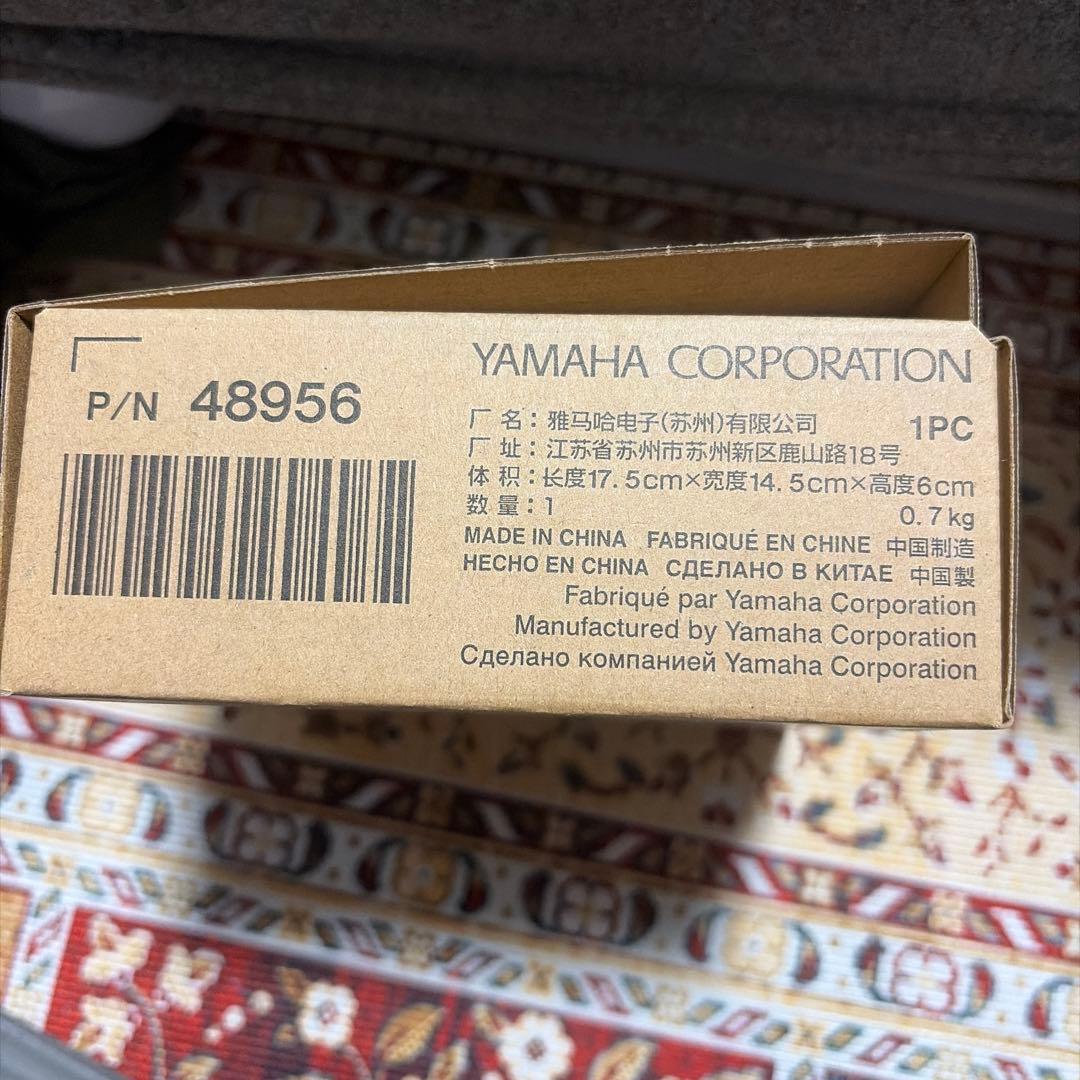 P/N 48956
YAMAHA CORPORATION
厂 名：雅马哈电子(苏州)有限公司 1PC
厂 址：江苏省苏州市苏州新区鹿山路18号
体 积：长度17.5cm×宽度14.5cm×高度6cm
数 量：1 0.7kg
MADE IN CHINA FABRIQUÉ EN CHINE 中国制造
HECHO EN CHINA СДЕЛАНО В КИТАЕ 中国製
Fabriqué par Yamaha Corporation
Manufactured by Yamaha Corporation
Сделано компанией Yamaha Corporation